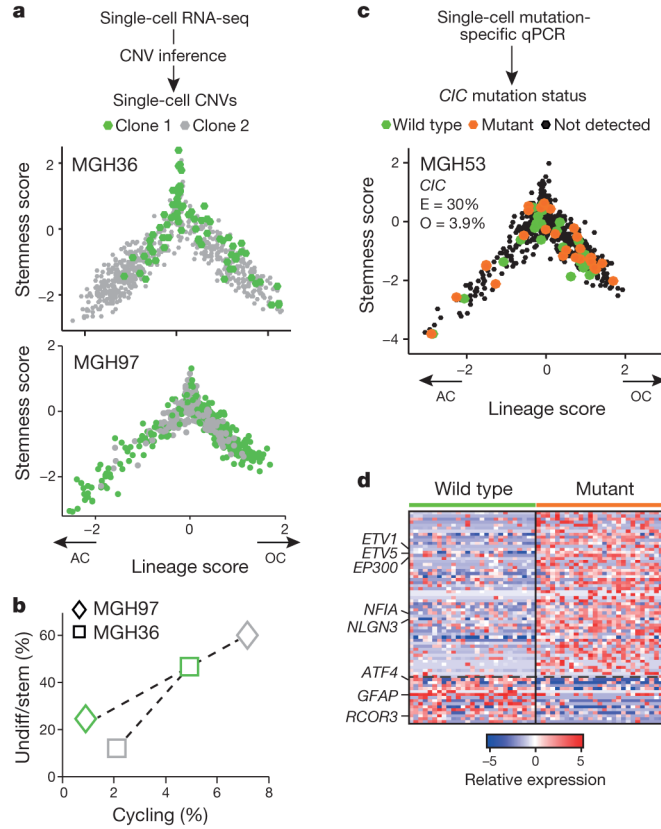 a
Single-cell RNA-seq
CNV inference
Single-cell CNVs
Clone 1 Clone 2
MGH36
Stemness score
2
0
−2
MGH97
Stemness score
2
0
−2
−2 0 2
AC OC
Lineage score
b
MGH97
MGH36
Undiff/stem (%)
60
40
20
0
0 2 4 6 8
Cycling (%)
c
Single-cell mutation-
specific qPCR
CIC mutation status
Wild type Mutant Not detected
MGH53
CIC
E = 30%
O = 3.9%
Stemness score
2
0
−2
−4
−2 0 2
AC OC
Lineage score
d
Wild type Mutant
ETV1
ETV5
EP300
NFIA
NLGN3
ATF4
GFAP
RCOR3
−5 0 5
Relative expression